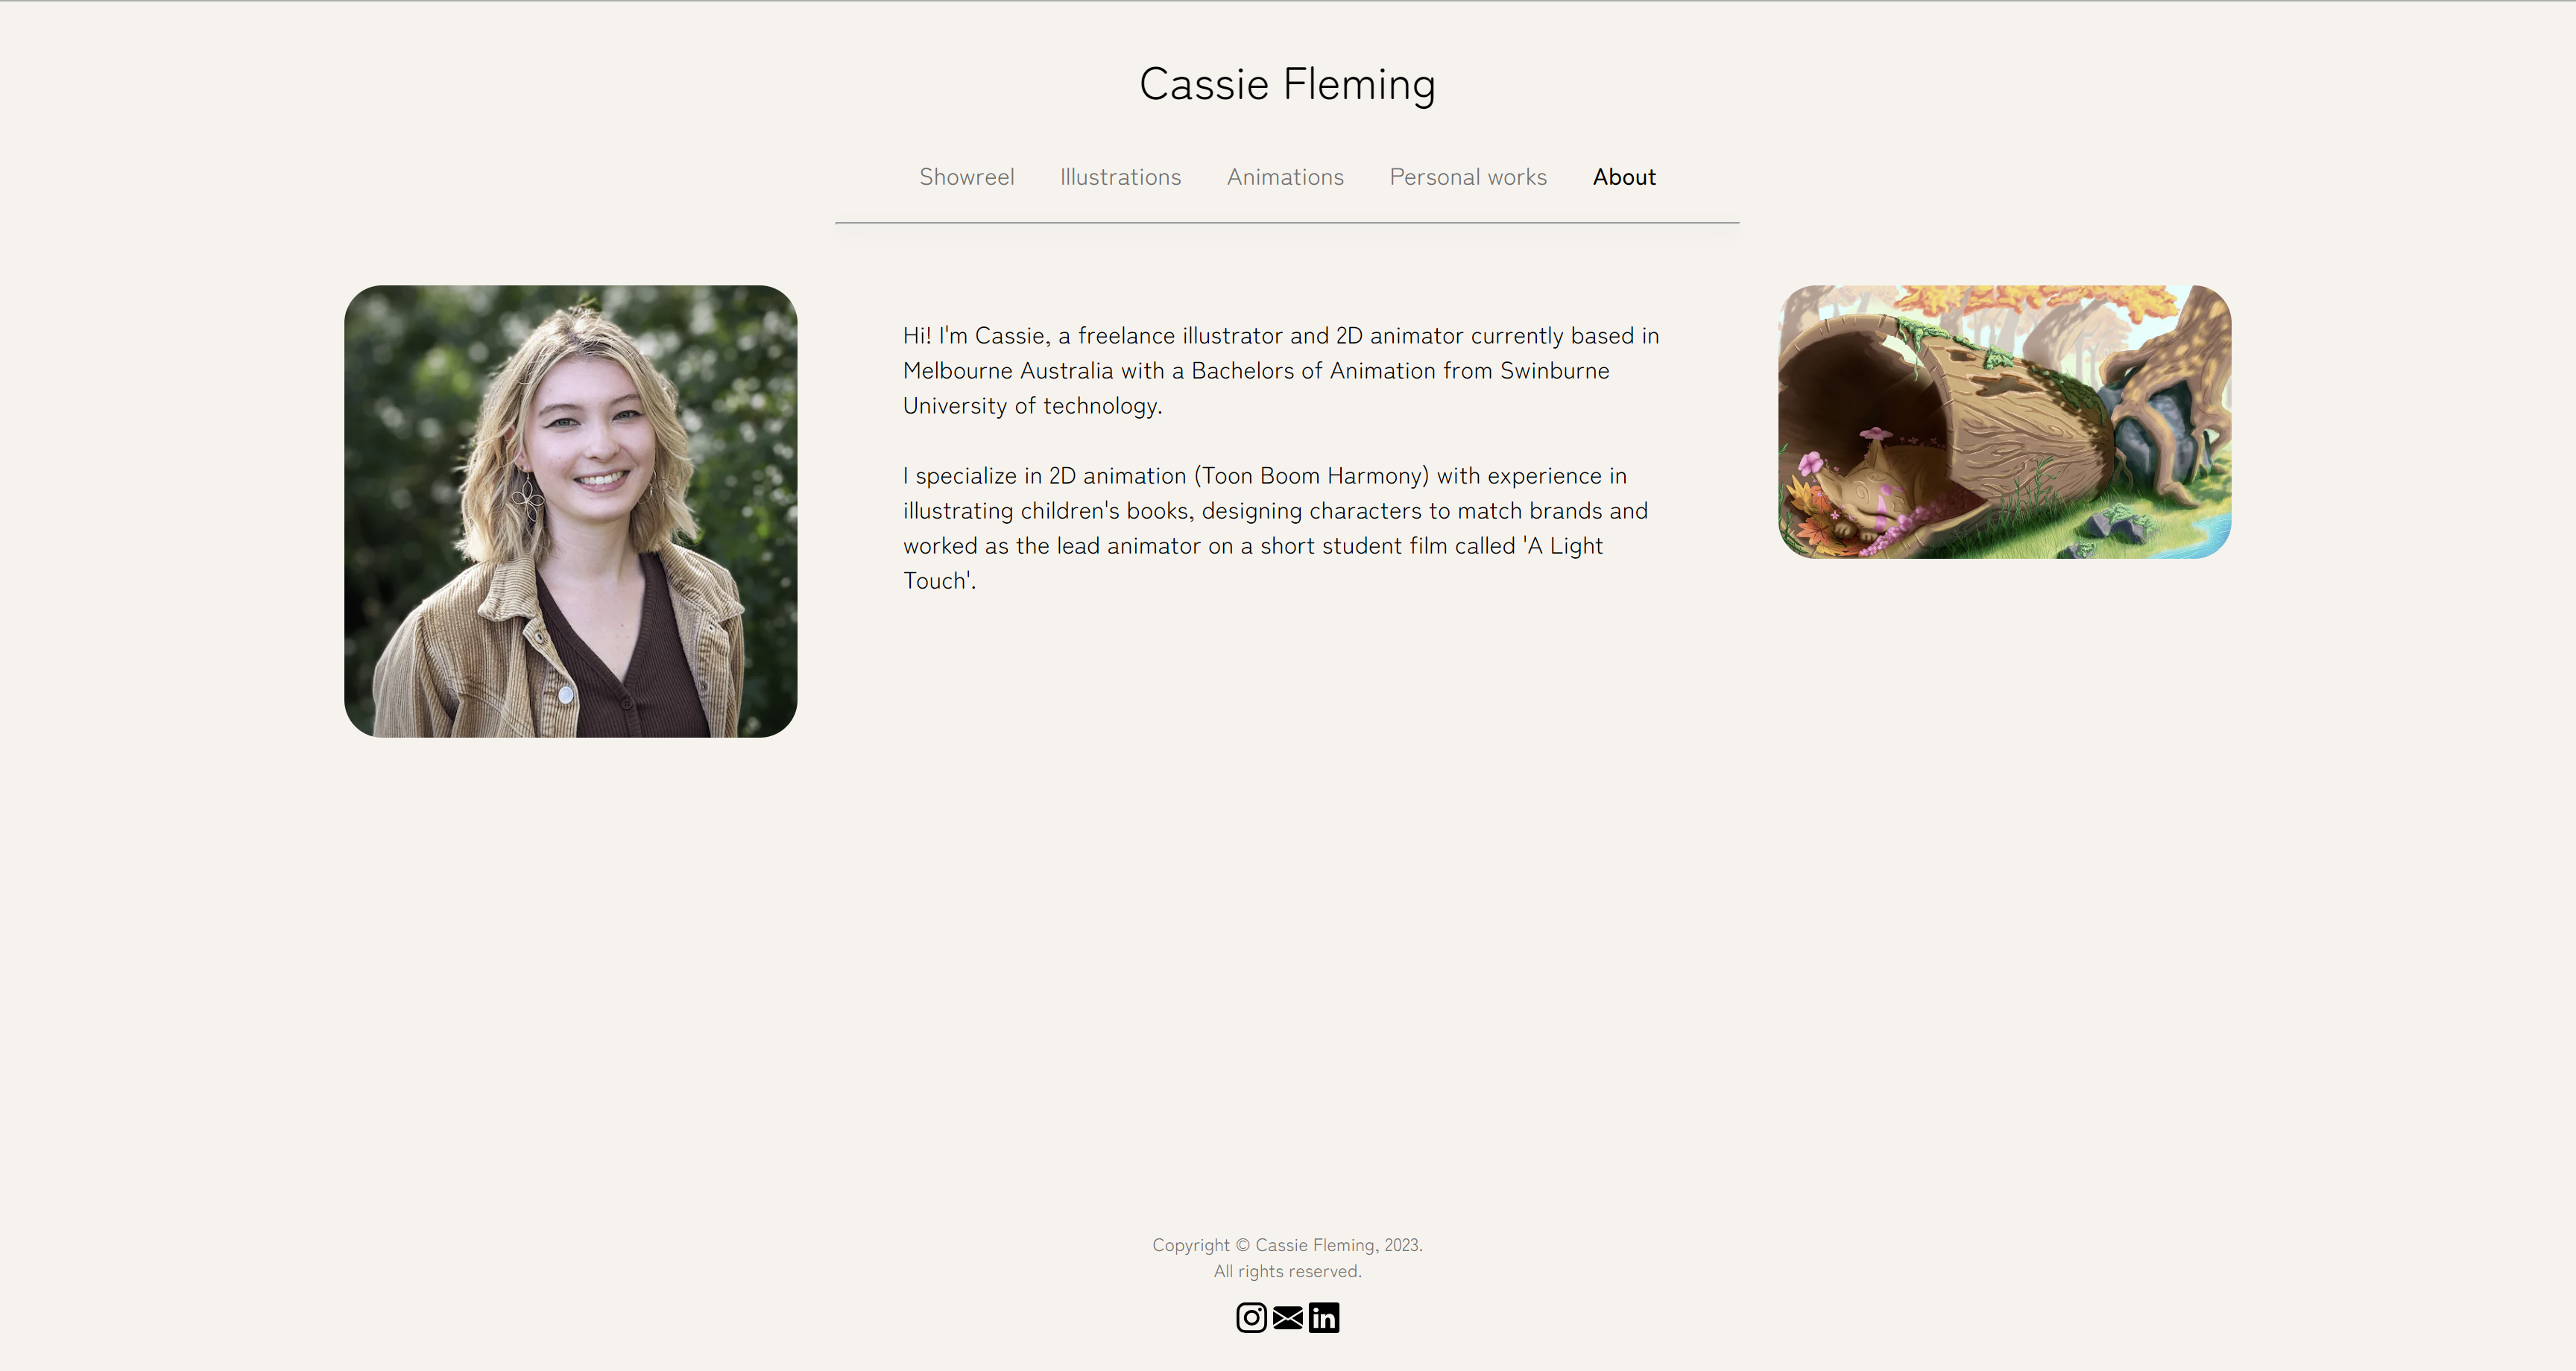 Cassie Fleming
Showreel Illustrations Animations Personal works About
Hi! I'm Cassie, a freelance illustrator and 2D animator currently based in
Melbourne Australia with a Bachelors of Animation from Swinburne
University of technology.
I specialize in 2D animation (Toon Boom Harmony) with experience in
illustrating children's books, designing characters to match brands and
worked as the lead animator on a short student film called 'A Light
Touch'.
Copyright © Cassie Fleming, 2023.
All rights reserved.
in